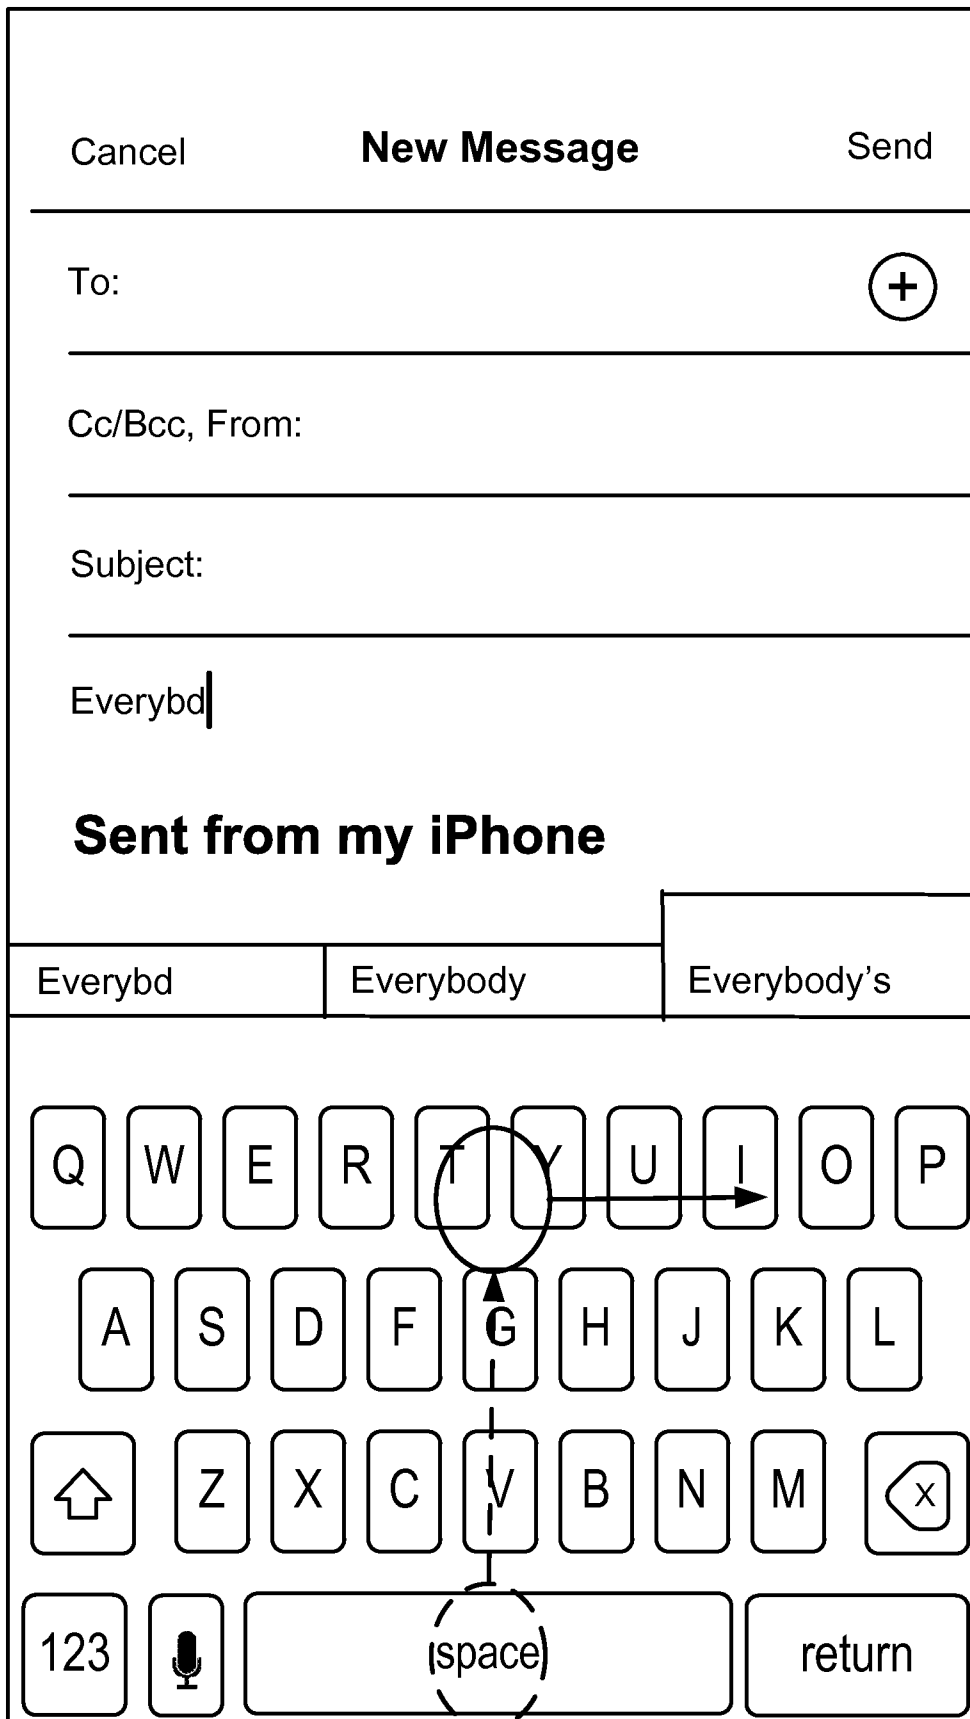 Cancel New Message Send
To: +
Cc/Bcc, From:
Subject:
Everybd
Sent from my iPhone
Everybd Everybody Everybody’s
Q W E R T Y U I O P
A S D F G H J K L
Z X C V B N M X
123 space return